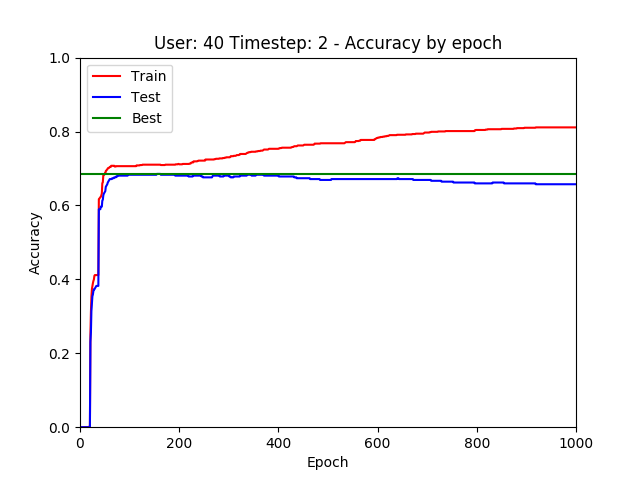 User: 40 Timestep: 2 - Accuracy by epoch
Train
Test
Best
1.0
0.8
0.6
0.4
0.2
0.0
Accuracy
0 200 400 600 800 1000
Epoch